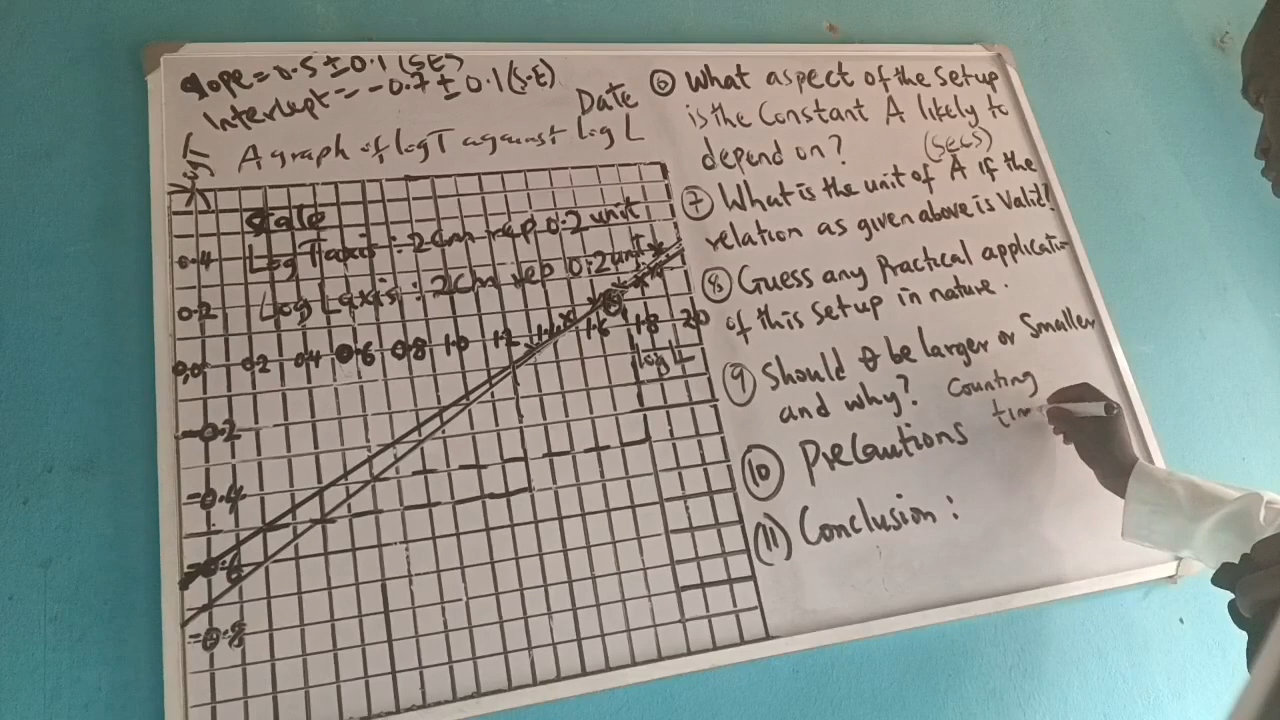 slope = 0.5 ± 0.1 (SE)
Intercept = -0.7 ± 0.1 (S.E)
Date
A graph of log T against log L
Log T
Scale
Log T axis : 2cm rep 0.2 unit
Log L axis : 2cm rep 0.2 unit
0.4
0.2
0.0 0.2 0.4 0.6 0.8 1.0 1.2 1.4 1.6 1.8 20
log L
-0.2
-0.4
-0.6
-0.8
⑥ What aspect of the setup
is the Constant A likely to
depend on? (secs)
⑦ What is the unit of A if the
relation as given above is Valid?
⑧ Guess any Practical applicatio
of this setup in nature.
⑨ Should θ be larger or Smaller
and why? Counting
tim
⑩ Precautions
(11) Conclusion :